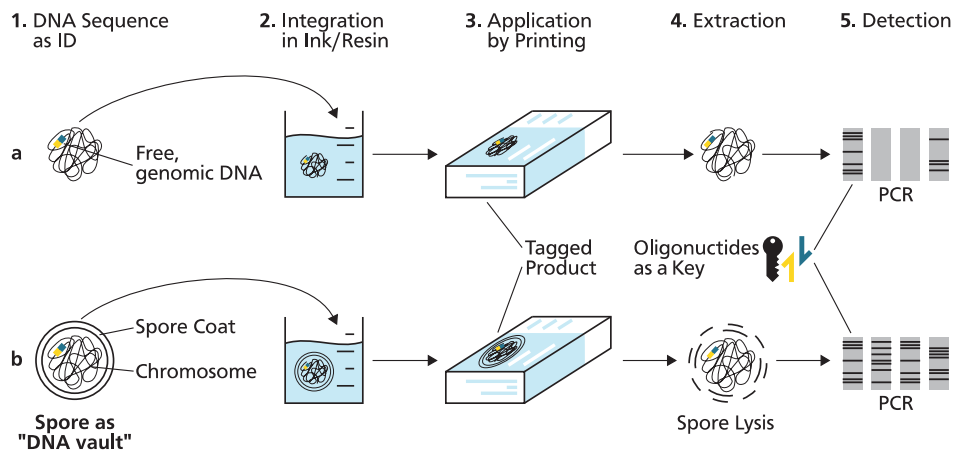 1. DNA Sequence
as ID
2. Integration
in Ink/Resin
3. Application
by Printing
4. Extraction
5. Detection
a
Free,
genomic DNA
PCR
Tagged
Product
Oligonuctides
as a Key
b
Spore Coat
Chromosome
Spore as
"DNA vault"
Spore Lysis
PCR